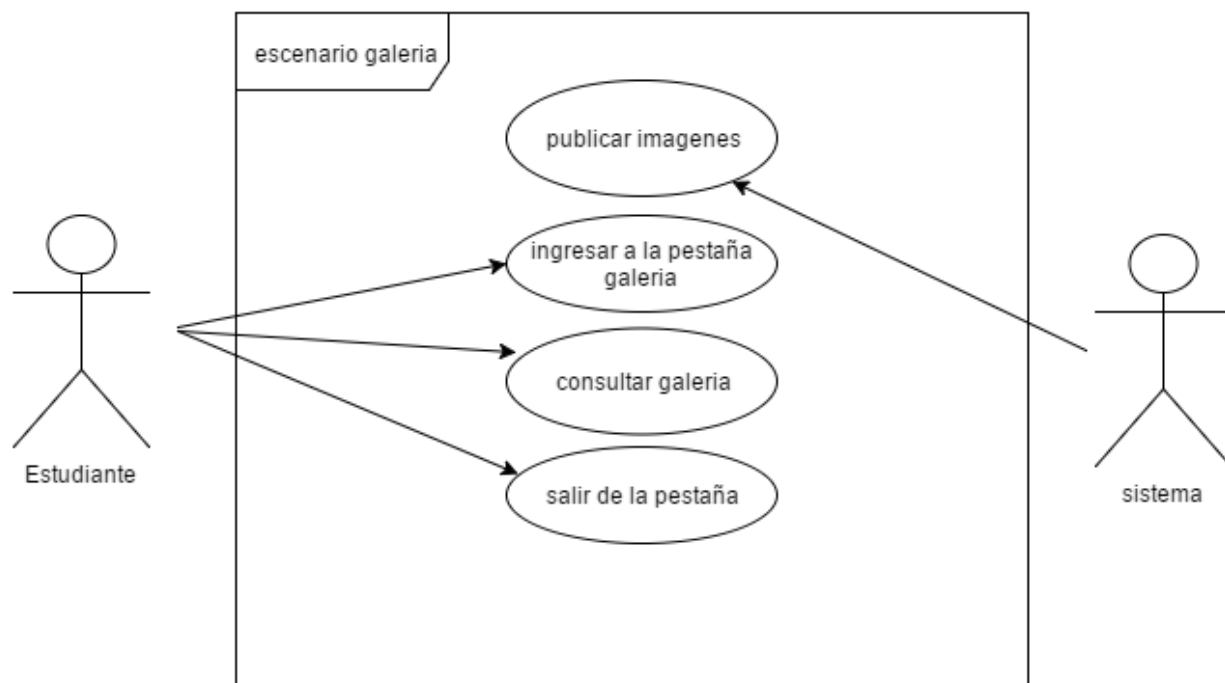 escenario galeria
publicar imagenes
ingresar a la pestaña
galeria
consultar galeria
salir de la pestaña
Estudiante
sistema